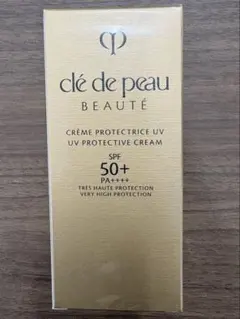 clé de peau
BEAUTÉ
CRÈME PROTECTRICE UV
UV PROTECTIVE CREAM
SPF
50+
PA++++
TRÈS HAUTE PROTECTION
VERY HIGH PROTECTION